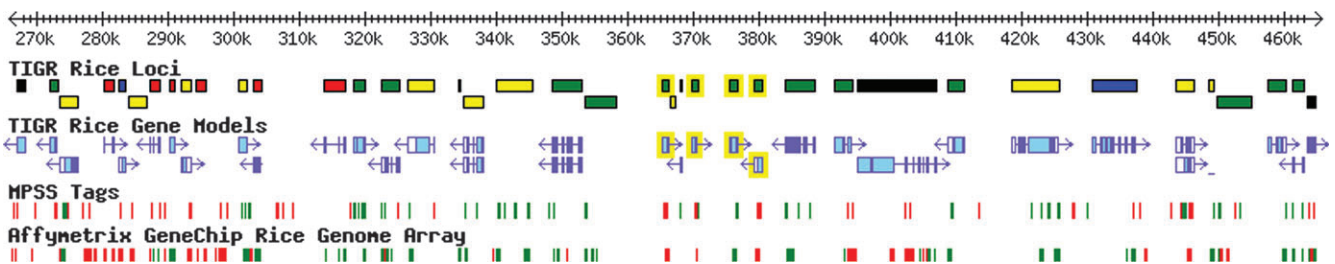 270k 280k 290k 300k 310k 320k 330k 340k 350k 360k 370k 380k 390k 400k 410k 420k 430k 440k 450k 460k
TIGR Rice Loci
TIGR Rice Gene Models
MPSS Tags
Affymetrix GeneChip Rice Genome Array